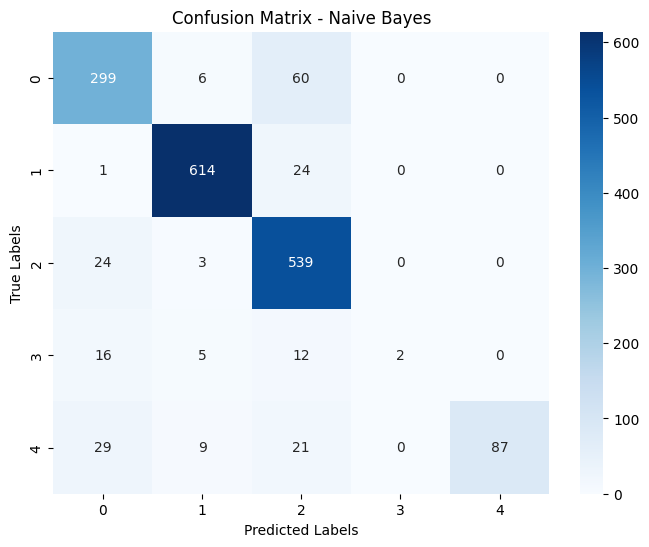 Confusion Matrix - Naive Bayes
0 299 6 60 0 0
1 1 614 24 0 0
2 24 3 539 0 0
3 16 5 12 2 0
4 29 9 21 0 87
0 1 2 3 4
Predicted Labels
True Labels
600
500
400
300
200
100
0